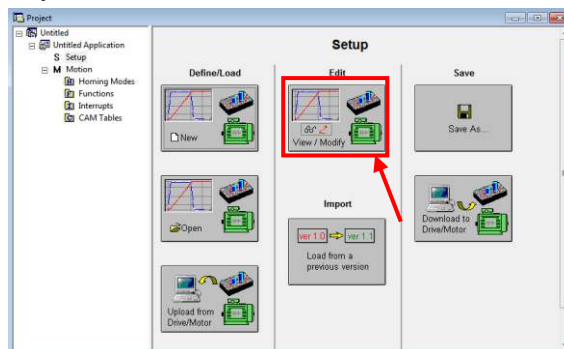 Project
Untitled
Untitled Application
S Setup
M Motion
Homing Modes
Functions
Interrupts
CAM Tables
Setup
Define/Load
Edit
Save
New
View / Modify
Save As...
Open
Import
ver 1.0
ver 1.1
Load from a
previous version
Download to
Drive/Motor
Upload from
Drive/Motor